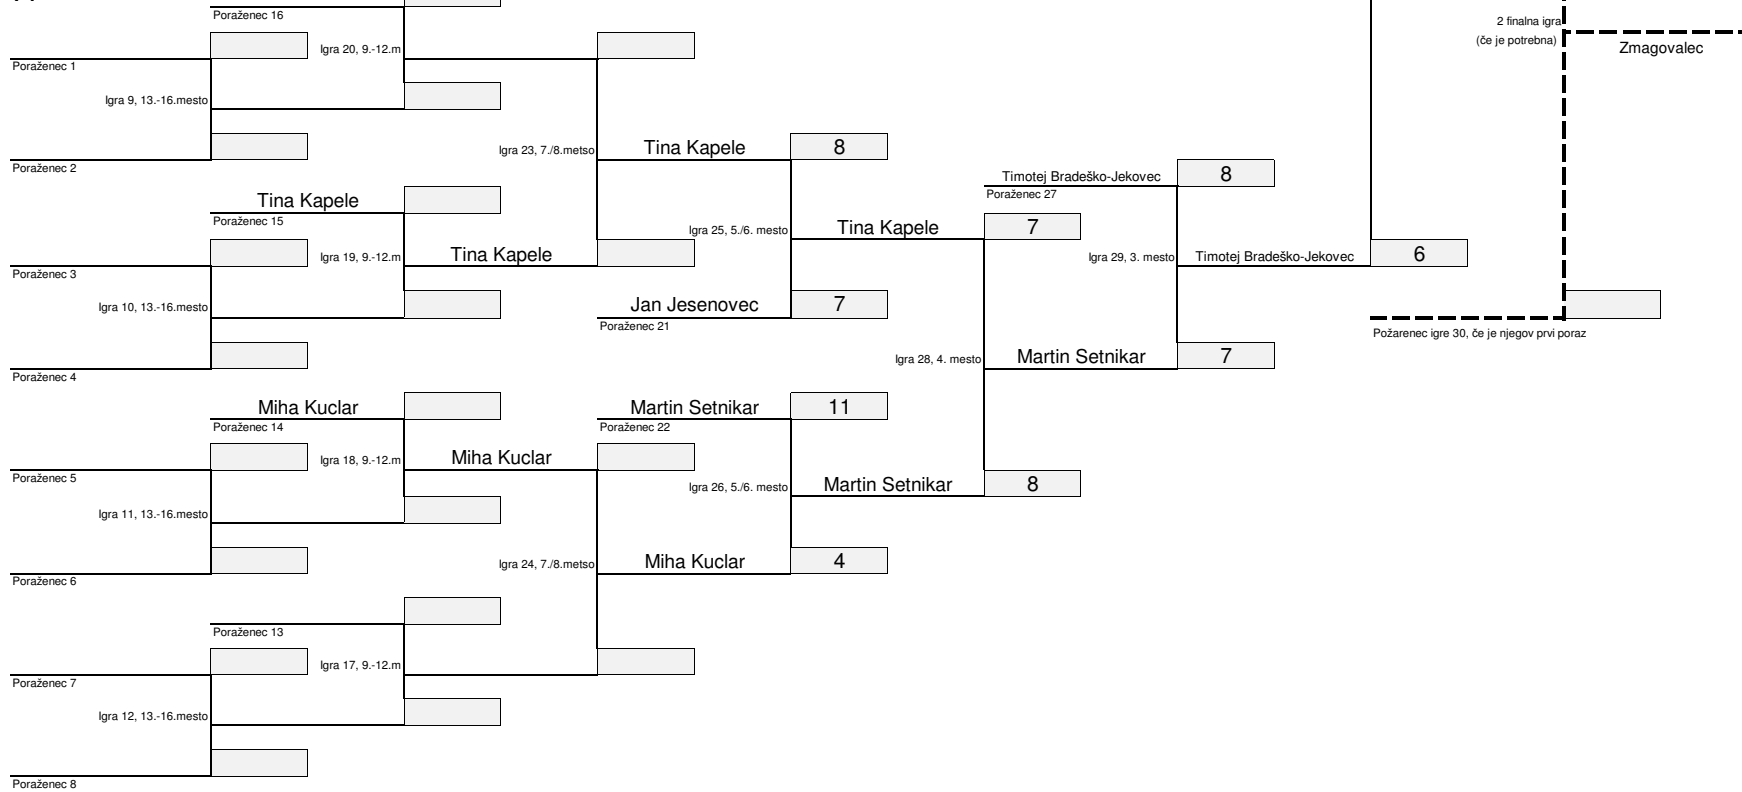 Poraženec 16
2 finalna igra
Igra 20, 9.-12.m
(če je potrebna)
Zmagovalec
Poraženec 1
Igra 9, 13.-16.mesto
Igra 23, 7./8.metso
Tina Kapele
8
Poraženec 2
Timotej Bradeško-Jekovec
8
Poraženec 27
Tina Kapele
Poraženec 15
Igra 25, 5./6. mesto
Tina Kapele
7
Igra 19, 9.-12.m
Tina Kapele
Igra 29, 3. mesto
Timotej Bradeško-Jekovec
6
Poraženec 3
Igra 10, 13.-16.mesto
Jan Jesenovec
7
Poraženec 21
Požarenec igre 30, če je njegov prvi poraz
Igra 28, 4. mesto
Martin Setnikar
7
Poraženec 4
Miha Kuclar
Martin Setnikar
11
Poraženec 14
Poraženec 22
Igra 18, 9.-12.m
Miha Kuclar
Poraženec 5
Igra 26, 5./6. mesto
Martin Setnikar
8
Igra 11, 13.-16.mesto
Igra 24, 7./8.metso
Miha Kuclar
4
Poraženec 6
Poraženec 13
Igra 17, 9.-12.m
Poraženec 7
Igra 12, 13.-16.mesto
Poraženec 8